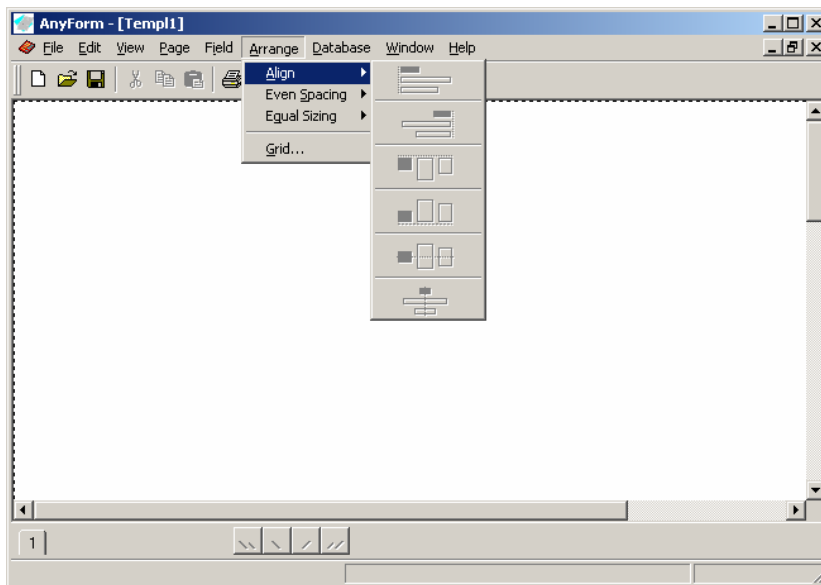 AnyForm - [Templ1]
File Edit View Page Field Arrange Database Window Help
Align
Even Spacing
Equal Sizing
Grid...
1